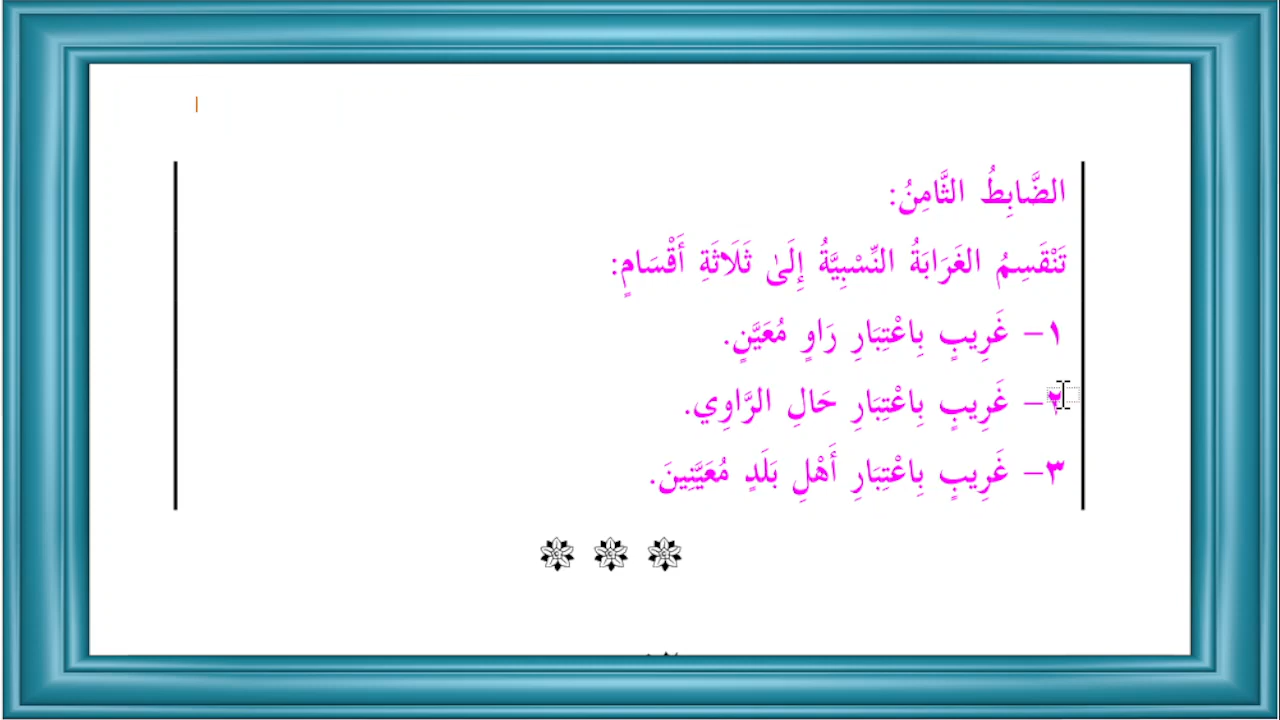 الضَّابِطُ الثَّامِنُ:
تَنْقَسِمُ الغَرَابَةُ النِّسْبِيَّةُ إِلَىٰ ثَلَاثَةِ أَقْسَامٍ:
١- غَرِيبٍ بِاعْتِبَارِ رَاوٍ مُعَيَّنٍ.
٢- غَرِيبٍ بِاعْتِبَارِ حَالِ الرَّاوِي.
٣- غَرِيبٍ بِاعْتِبَارِ أَهْلِ بَلَدٍ مُعَيَّنِينَ.